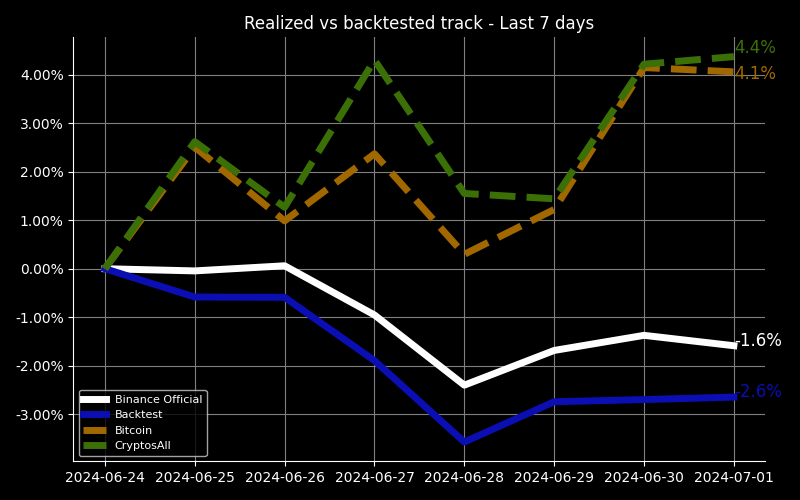 Realized vs backtested track - Last 7 days
4.00%
3.00%
2.00%
1.00%
0.00%
-1.00%
-2.00%
-3.00%
4.4%
4.1%
-1.6%
-2.6%
Binance Official
Backtest
Bitcoin
CryptosAll
2024-06-24 2024-06-25 2024-06-26 2024-06-27 2024-06-28 2024-06-29 2024-06-30 2024-07-01